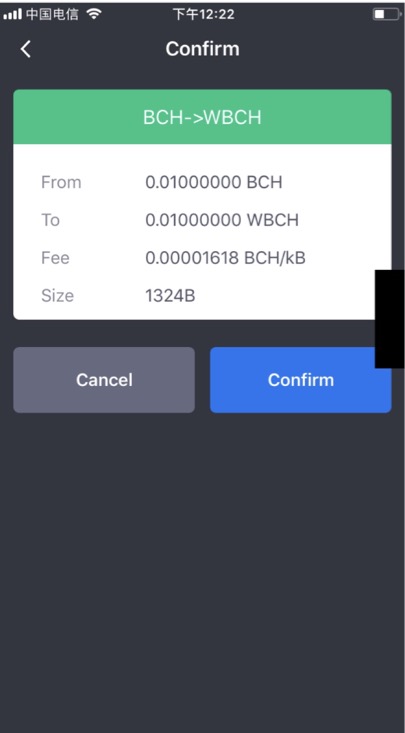 中国电信 下午12:22
Confirm
BCH->WBCH
From 0.01000000 BCH
To 0.01000000 WBCH
Fee 0.00001618 BCH/kB
Size 1324B
Cancel Confirm